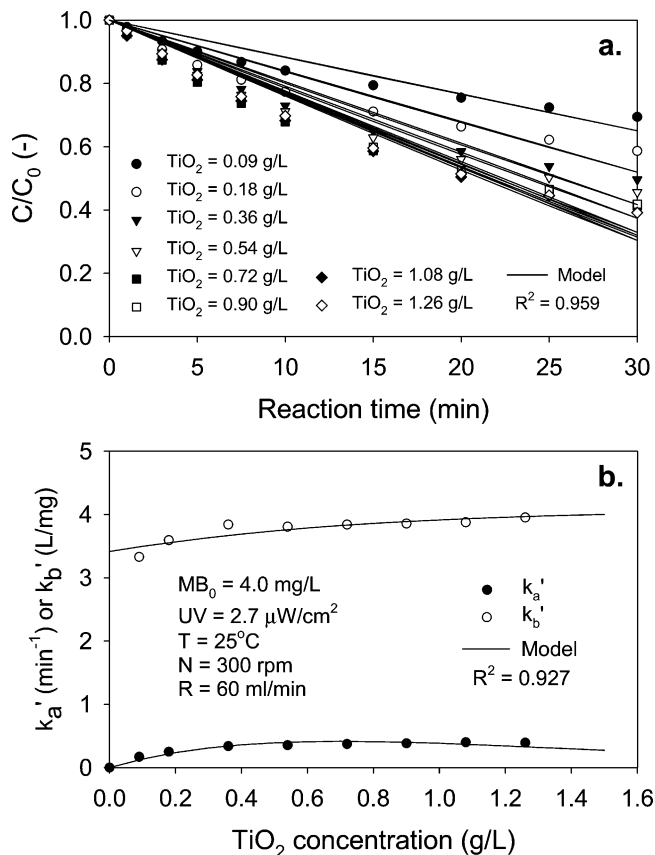 a.
1.0
0.8
0.6
0.4
0.2
0.0
C/C₀ (-)
TiO₂ = 0.09 g/L
TiO₂ = 0.18 g/L
TiO₂ = 0.36 g/L
TiO₂ = 0.54 g/L
TiO₂ = 0.72 g/L
TiO₂ = 0.90 g/L
TiO₂ = 1.08 g/L
TiO₂ = 1.26 g/L
Model
R² = 0.959
0 5 10 15 20 25 30
Reaction time (min)
b.
5
4
3
2
1
0
kₐ' (min⁻¹) or k_b' (L/mg)
MB₀ = 4.0 mg/L
UV = 2.7 μW/cm²
T = 25°C
N = 300 rpm
R = 60 ml/min
kₐ'
k_b'
Model
R² = 0.927
0.0 0.2 0.4 0.6 0.8 1.0 1.2 1.4 1.6
TiO₂ concentration (g/L)